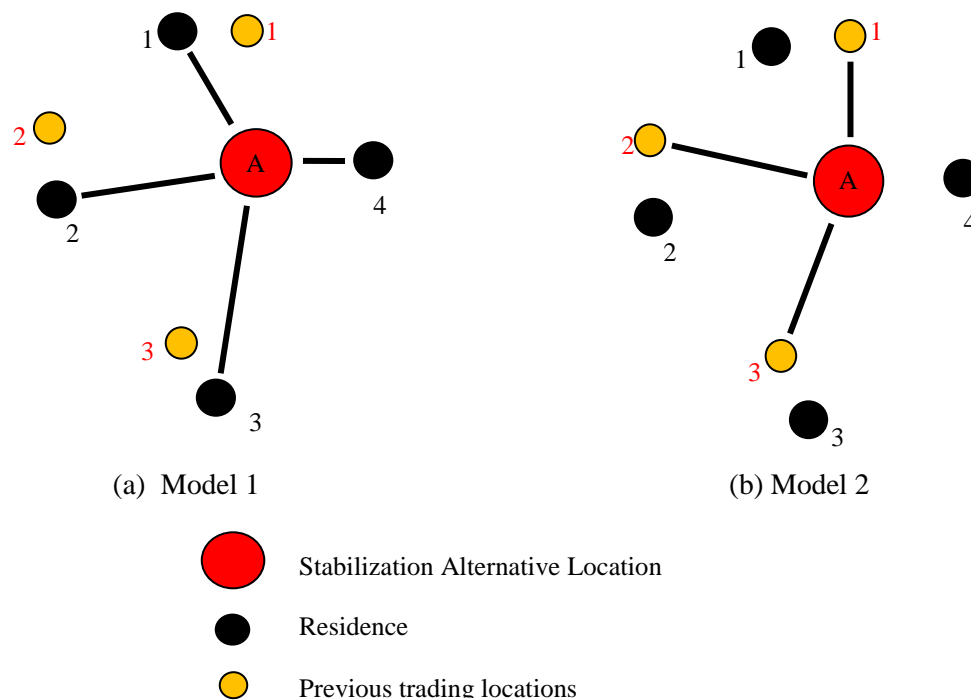 1
1
2
A
2
4
3
3
(a) Model 1
1
1
2
A
2
4
3
3
(b) Model 2
Stabilization Alternative Location
Residence
Previous trading locations